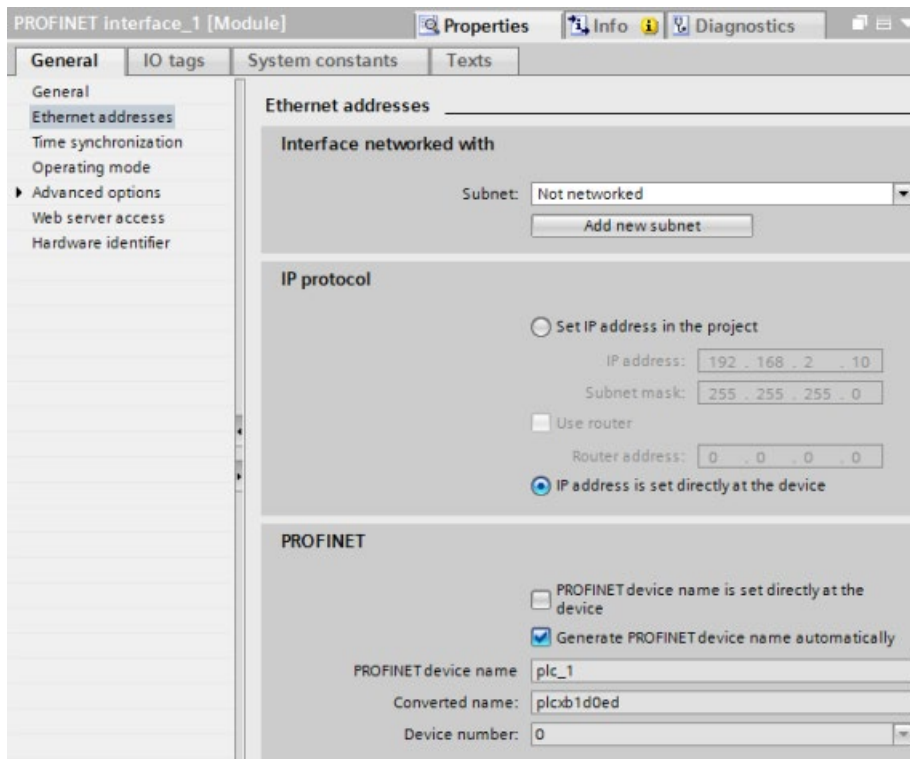 PROFINET interface_1 [Module]
Properties
Info
Diagnostics
General
IO tags
System constants
Texts
General
Ethernet addresses
Time synchronization
Operating mode
Advanced options
Web server access
Hardware identifier
Ethernet addresses
Interface networked with
Subnet: Not networked
Add new subnet
IP protocol
Set IP address in the project
IP address: 192 . 168 . 2 . 10
Subnet mask: 255 . 255 . 255 . 0
Use router
Router address: 0 . 0 . 0 . 0
IP address is set directly at the device
PROFINET
PROFINET device name is set directly at the
device
Generate PROFINET device name automatically
PROFINET device name plc_1
Converted name: plcxb1d0ed
Device number: 0